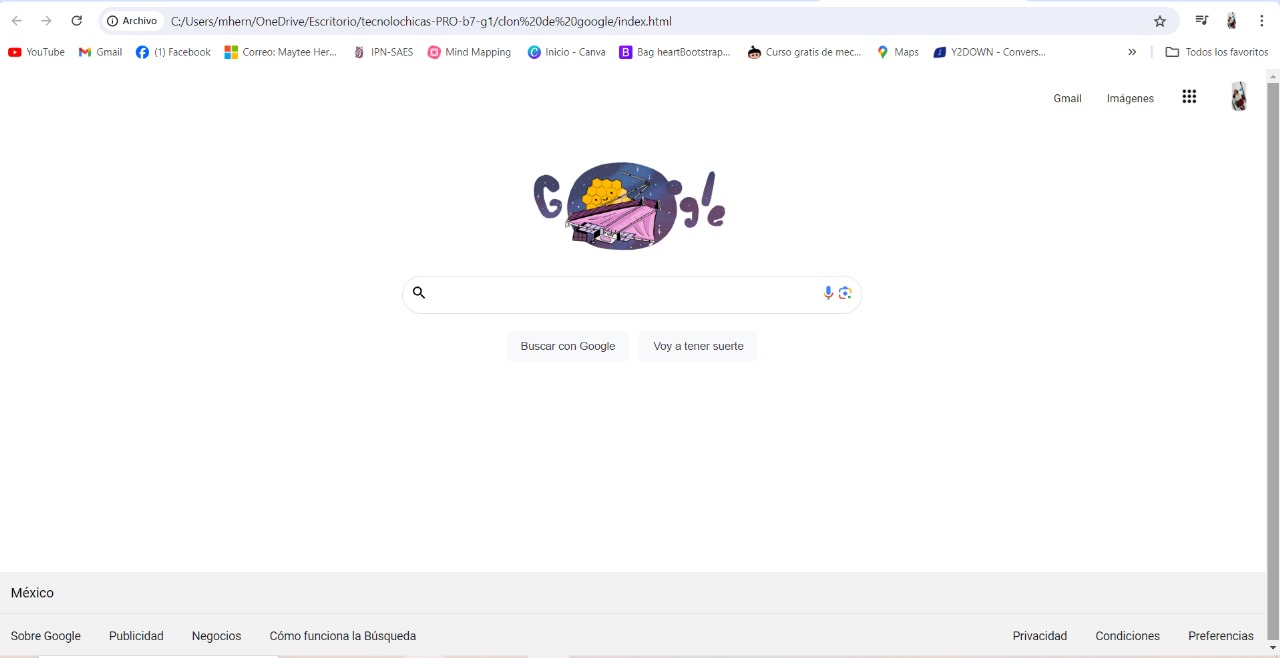 Archivo C:/Users/mhern/OneDrive/Escritorio/tecnolochicas-PRO-b7-g1/clon%20de%20google/index.html
YouTube Gmail (1) Facebook Correo: Maytee Her... IPN-SAES Mind Mapping Inicio - Canva Bag heartBootstrap... Curso gratis de mec... Maps Y2DOWN - Convers... » Todos los favoritos
Gmail Imágenes
Google
Buscar con Google Voy a tener suerte
México
Sobre Google Publicidad Negocios Cómo funciona la Búsqueda Privacidad Condiciones Preferencias